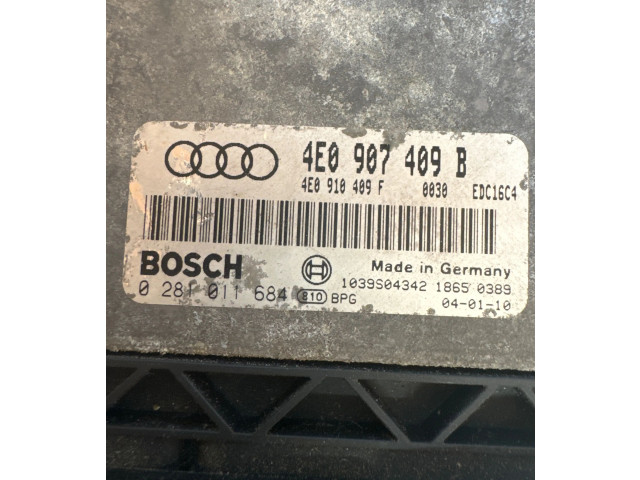 4E0 907 409 B
4E0 910 409 F 0030 EDC16C4
BOSCH Made in Germany
0 281 011 684 810 BPG 1039S04342 1865 0389
04-01-10